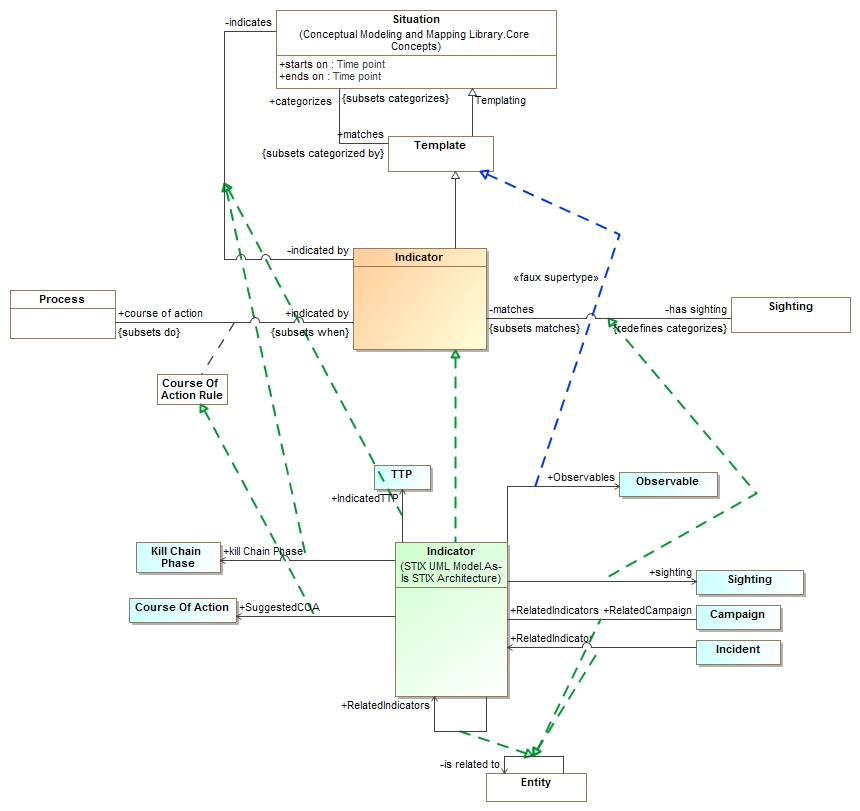 Situation
(Conceptual Modeling and Mapping Library.Core
Concepts)
+starts on : Time point
+ends on : Time point
-indicates
+categorizes
{subsets categorizes}
Templating
+matches
{subsets categorized by}
Template
-indicated by
Indicator
«faux supertype»
Process
+course of action
{subsets do}
+indicated by
{subsets when}
-matches
{subsets matches}
-has sighting
{redefines categorizes}
Sighting
Course Of
Action Rule
TTP
+IndicatedTTP
+Observables
Observable
Kill Chain
Phase
+kill Chain Phase
Indicator
(STIX UML Model.As-
Is STIX Architecture)
+sighting
Sighting
Course Of Action
+SuggestedCOA
+RelatedIndicators
+RelatedCampaign
Campaign
+RelatedIndicator
Incident
+RelatedIndicators
-is related to
Entity